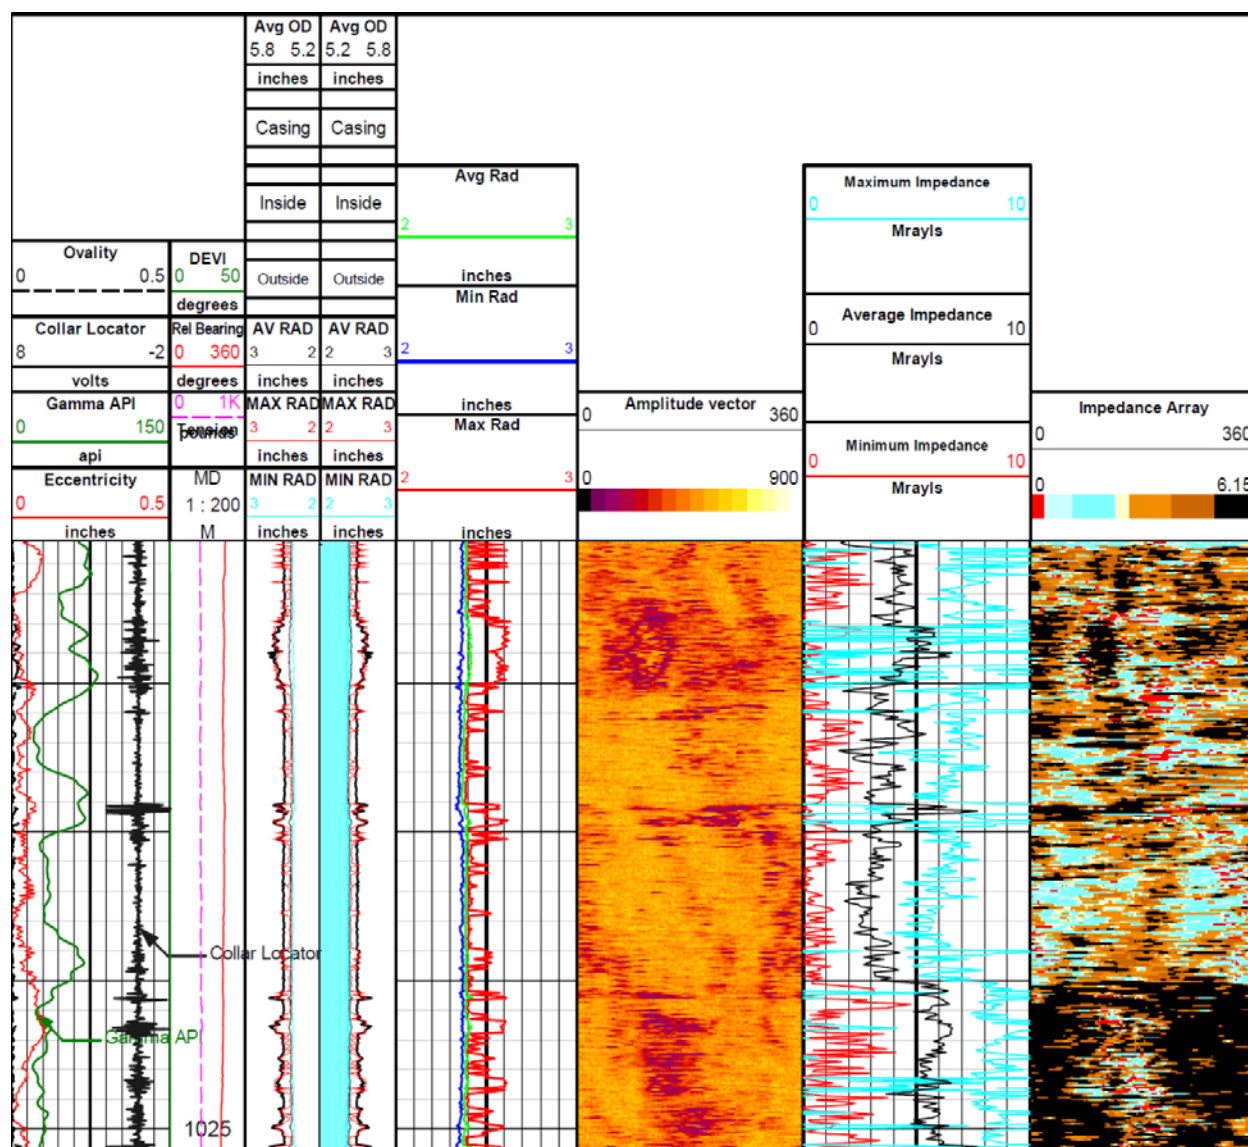 Avg OD Avg OD
5.8 5.2 5.2 5.8
inches inches
Casing Casing
Inside Inside
Outside Outside
Ovality
0 0.5
DEVI
0 50
degrees
Collar Locator
8 -2
volts
Rel Bearing
0 360
degrees
AV RAD AV RAD
3 2 2 3
inches inches
Gamma API
0 150
api
0 1K
Tension
pounds
MAX RAD MAX RAD
3 2 2 3
inches inches
Eccentricity
0 0.5
inches
MD
1 : 200
M
MIN RAD MIN RAD
3 2 2 3
inches inches
Avg Rad
2 3
inches
Min Rad
2 3
inches
Max Rad
2 3
inches
0 Amplitude vector 360
0 900
Maximum Impedance
0 10
Mrayls
Average Impedance
0 10
Mrayls
Minimum Impedance
0 10
Mrayls
Impedance Array
0 360
0 6.15
Collar Locator
Gamma API
1025